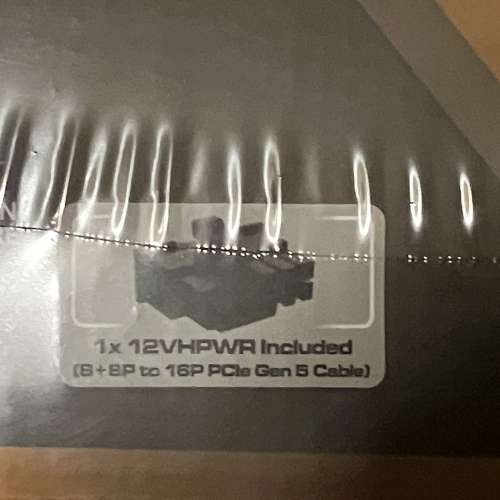 1x 12VHPWR Included
(8+8P to 16P PCIe Gen 5 Cable)